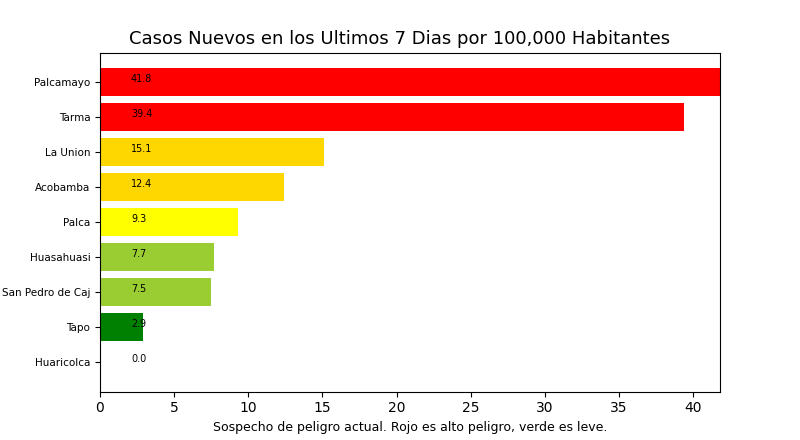 Casos Nuevos en los Ultimos 7 Dias por 100,000 Habitantes
Palcamayo 41.8
Tarma 39.4
La Union 15.1
Acobamba 12.4
Palca 9.3
Huasahuasi 7.7
San Pedro de Caj 7.5
Tapo 2.9
Huaricolca 0.0
0 5 10 15 20 25 30 35 40
Sospecho de peligro actual. Rojo es alto peligro, verde es leve.